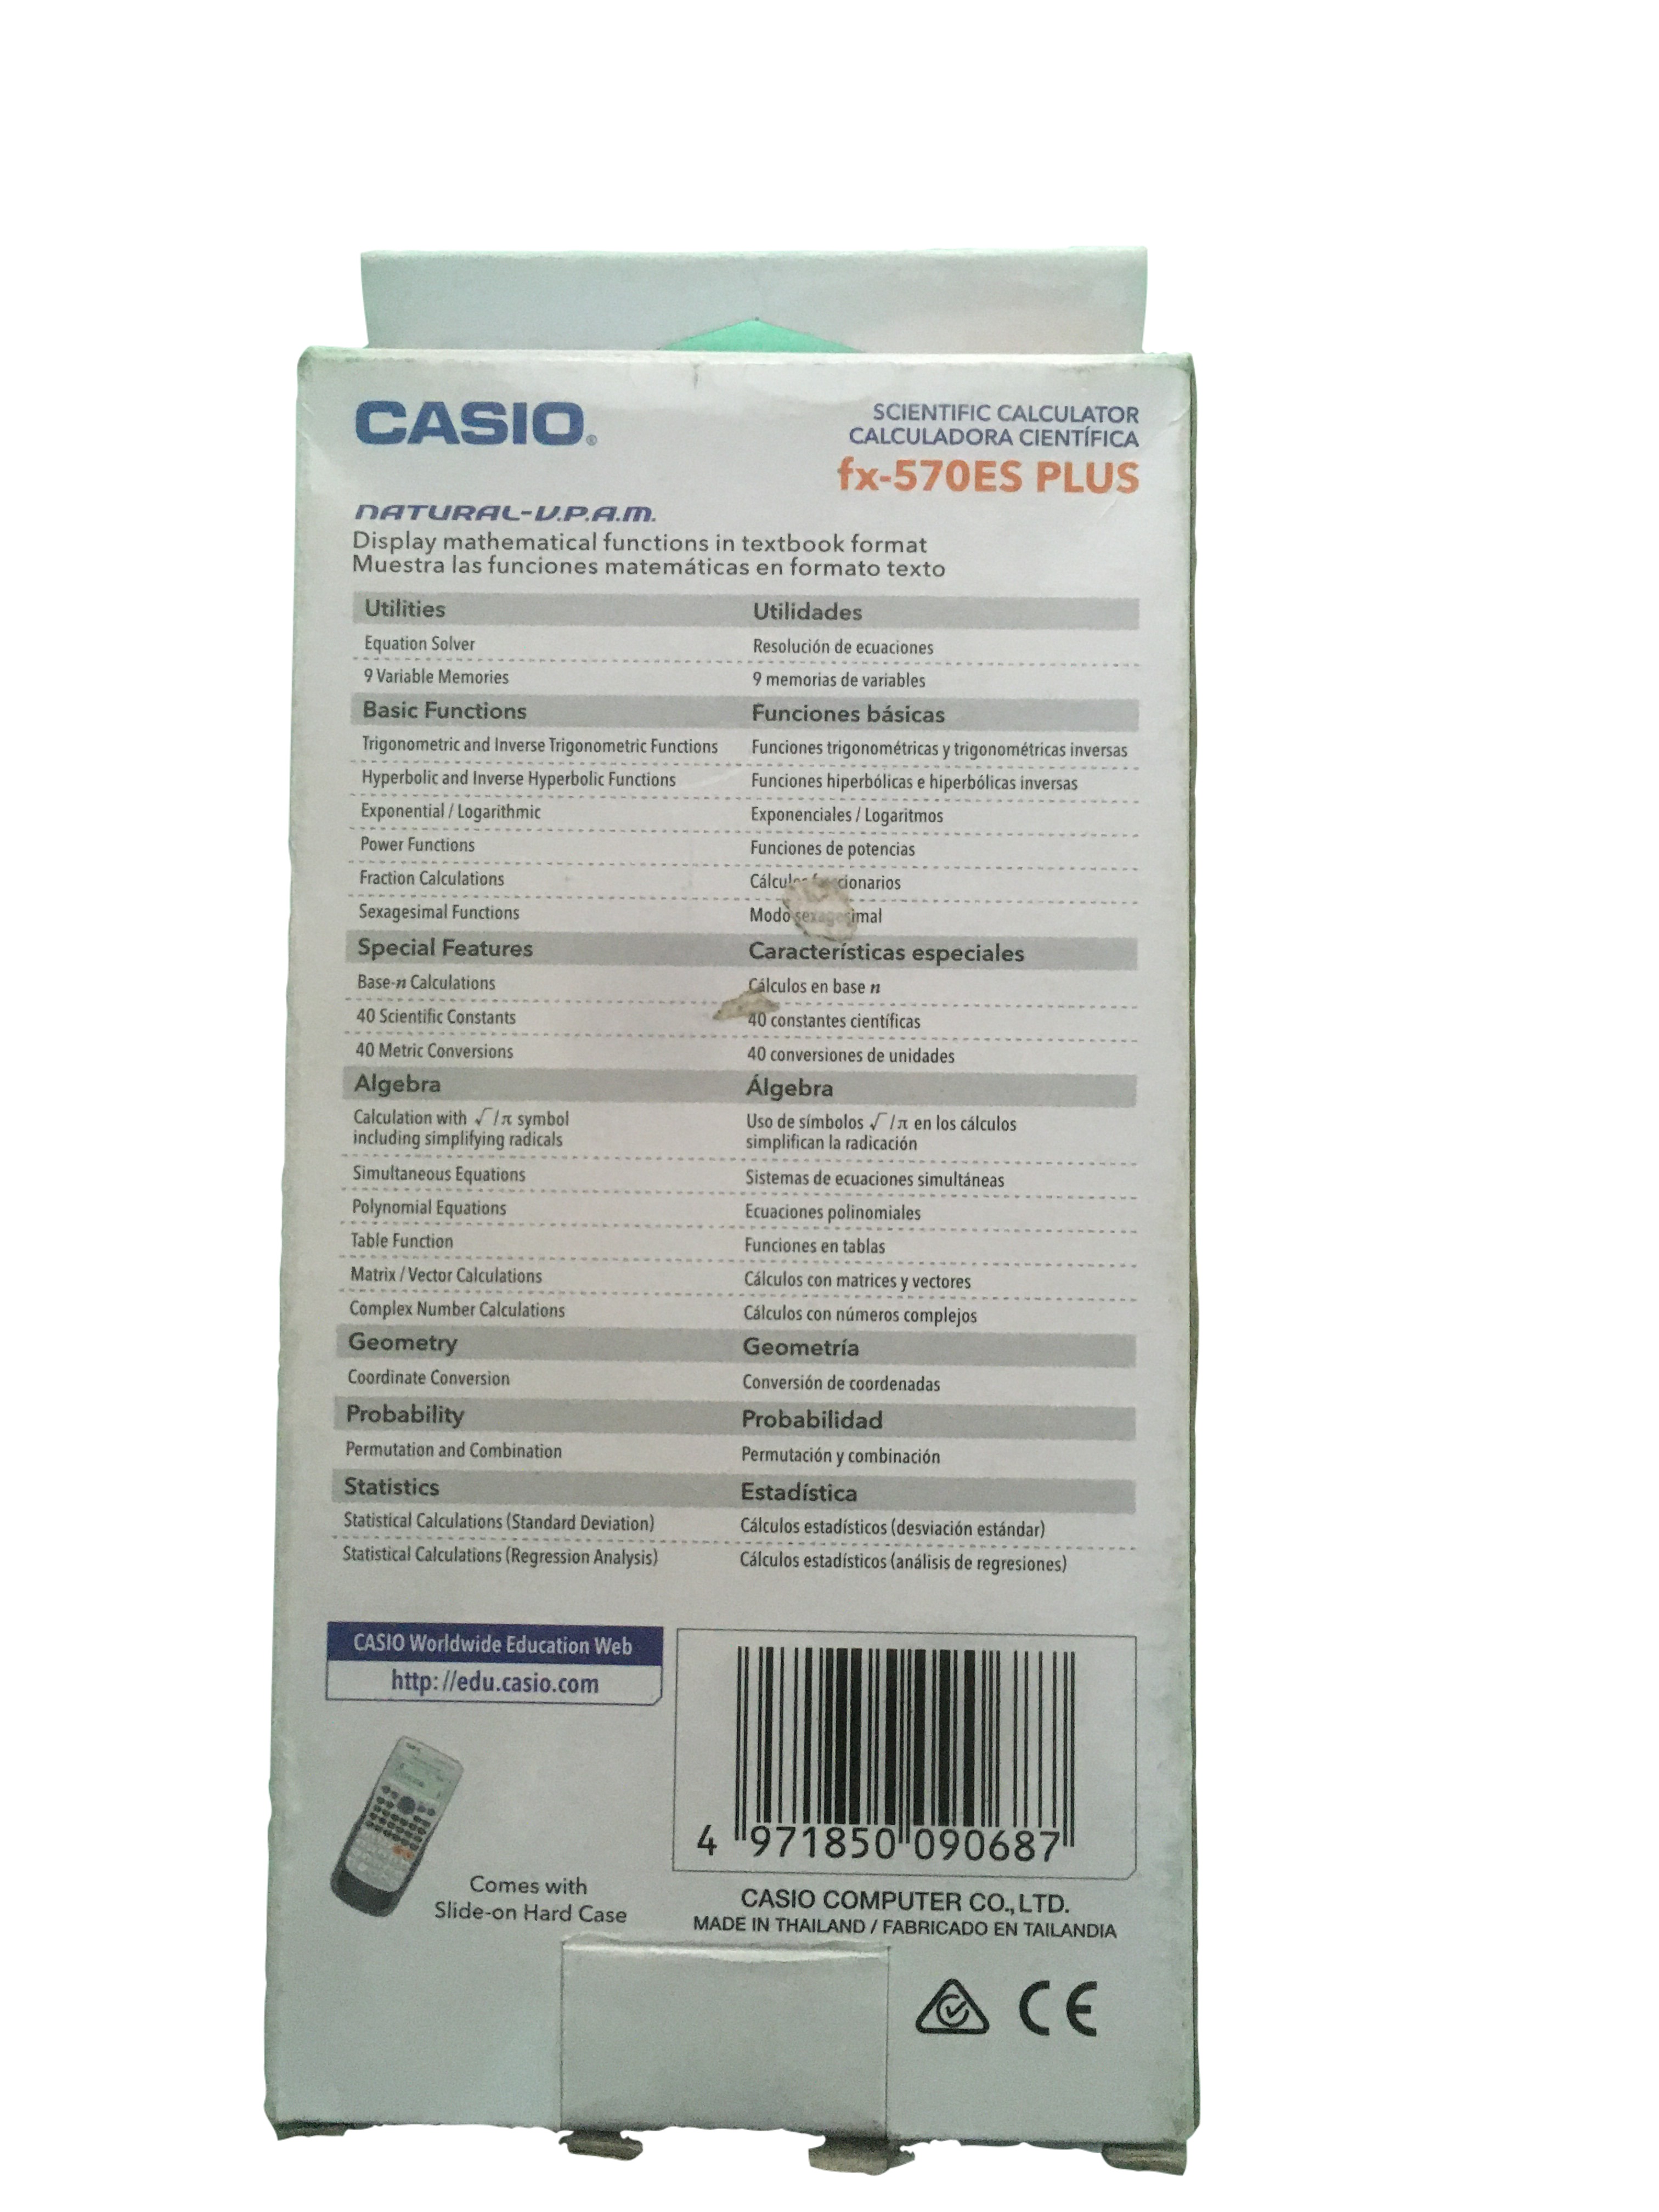 CASIO®
SCIENTIFIC CALCULATOR
CALCULADORA CIENTÍFICA
fx-570ES PLUS
NATURAL-V.P.A.M.
Display mathematical functions in textbook format
Muestra las funciones matemáticas en formato texto
Utilities Utilidades
Equation Solver Resolución de ecuaciones
9 Variable Memories 9 memorias de variables
Basic Functions Funciones básicas
Trigonometric and Inverse Trigonometric Functions Funciones trigonométricas y trigonométricas inversas
Hyperbolic and Inverse Hyperbolic Functions Funciones hiperbólicas e hiperbólicas inversas
Exponential / Logarithmic Exponenciales / Logaritmos
Power Functions Funciones de potencias
Fraction Calculations
Sexagesimal Functions Modo sexagesimal
Special Features Características especiales
Base-n Calculations Cálculos en base n
40 Scientific Constants 40 constantes científicas
40 Metric Conversions 40 conversiones de unidades
Algebra Álgebra
Calculation with √/π symbol Uso de símbolos √/π en los cálculos
including simplifying radicals simplifican la radicación
Simultaneous Equations Sistemas de ecuaciones simultáneas
Polynomial Equations Ecuaciones polinomiales
Table Function Funciones en tablas
Matrix / Vector Calculations Cálculos con matrices y vectores
Complex Number Calculations Cálculos con números complejos
Geometry Geometría
Coordinate Conversion Conversión de coordenadas
Probability Probabilidad
Permutation and Combination Permutación y combinación
Statistics Estadística
Statistical Calculations (Standard Deviation) Cálculos estadísticos (desviación estándar)
Statistical Calculations (Regression Analysis) Cálculos estadísticos (análisis de regresiones)
CASIO Worldwide Education Web
http://edu.casio.com
4 971850 090687
Comes with
Slide-on Hard Case
CASIO COMPUTER CO., LTD.
MADE IN THAILAND / FABRICADO EN TAILANDIA
CE